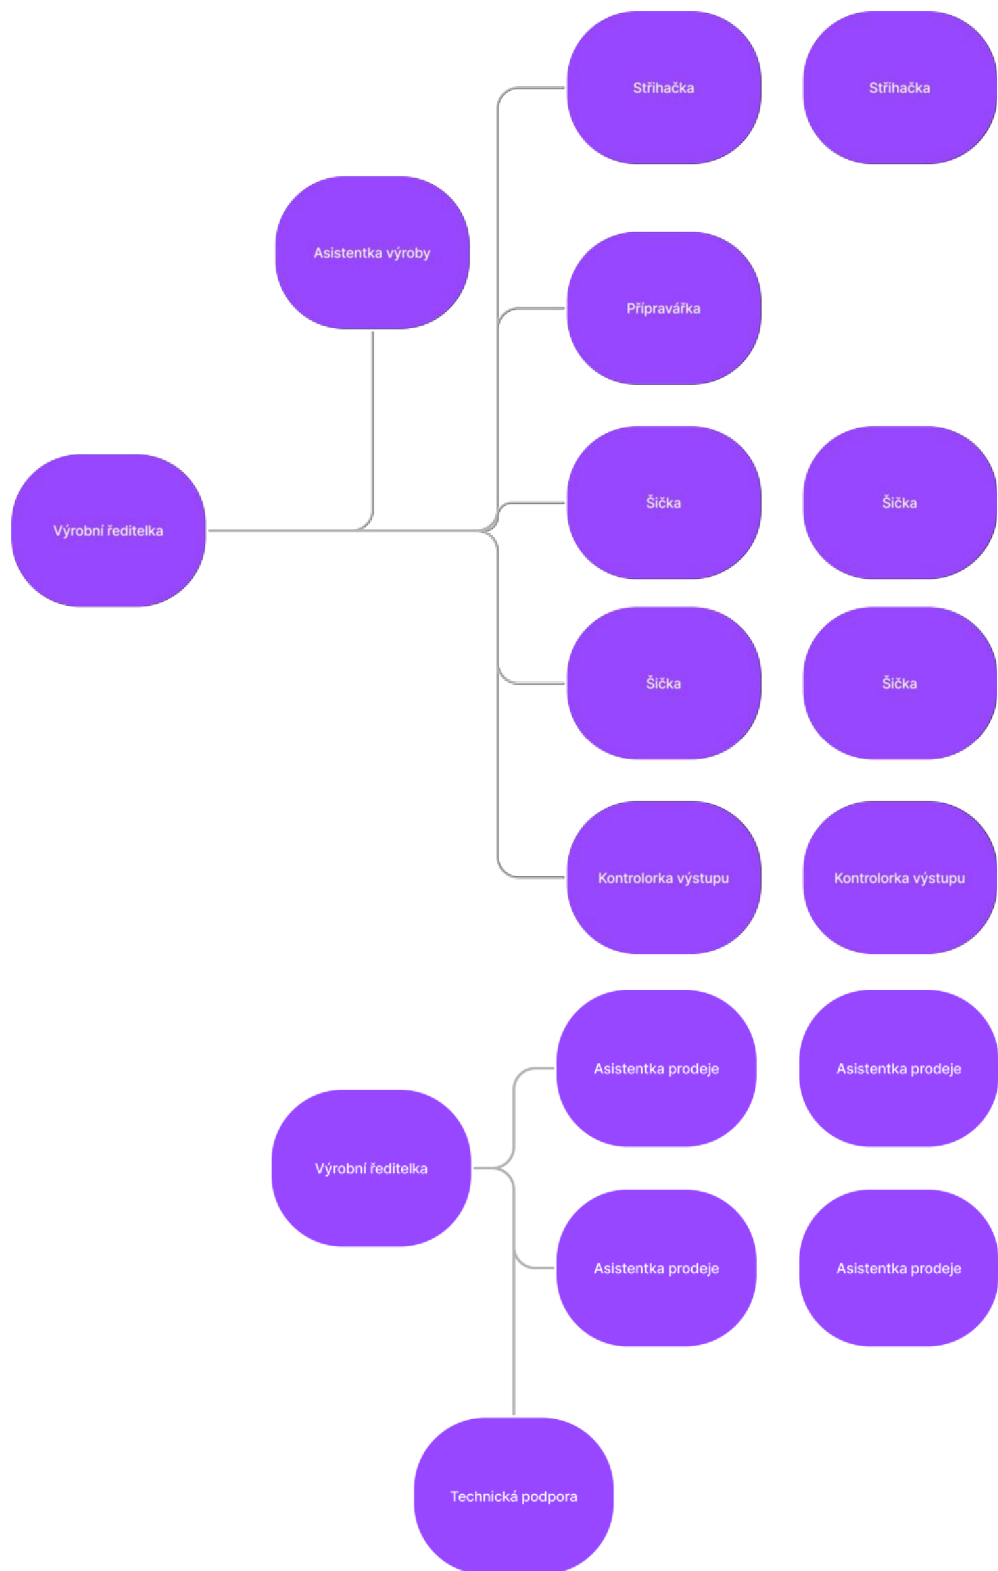 Střihačka
Střihačka
Asistentka výroby
Přípravářka
Šička
Šička
Výrobní ředitelka
Šička
Šička
Kontrolorka výstupu
Kontrolorka výstupu
Asistentka prodeje
Asistentka prodeje
Výrobní ředitelka
Asistentka prodeje
Asistentka prodeje
Technická podpora